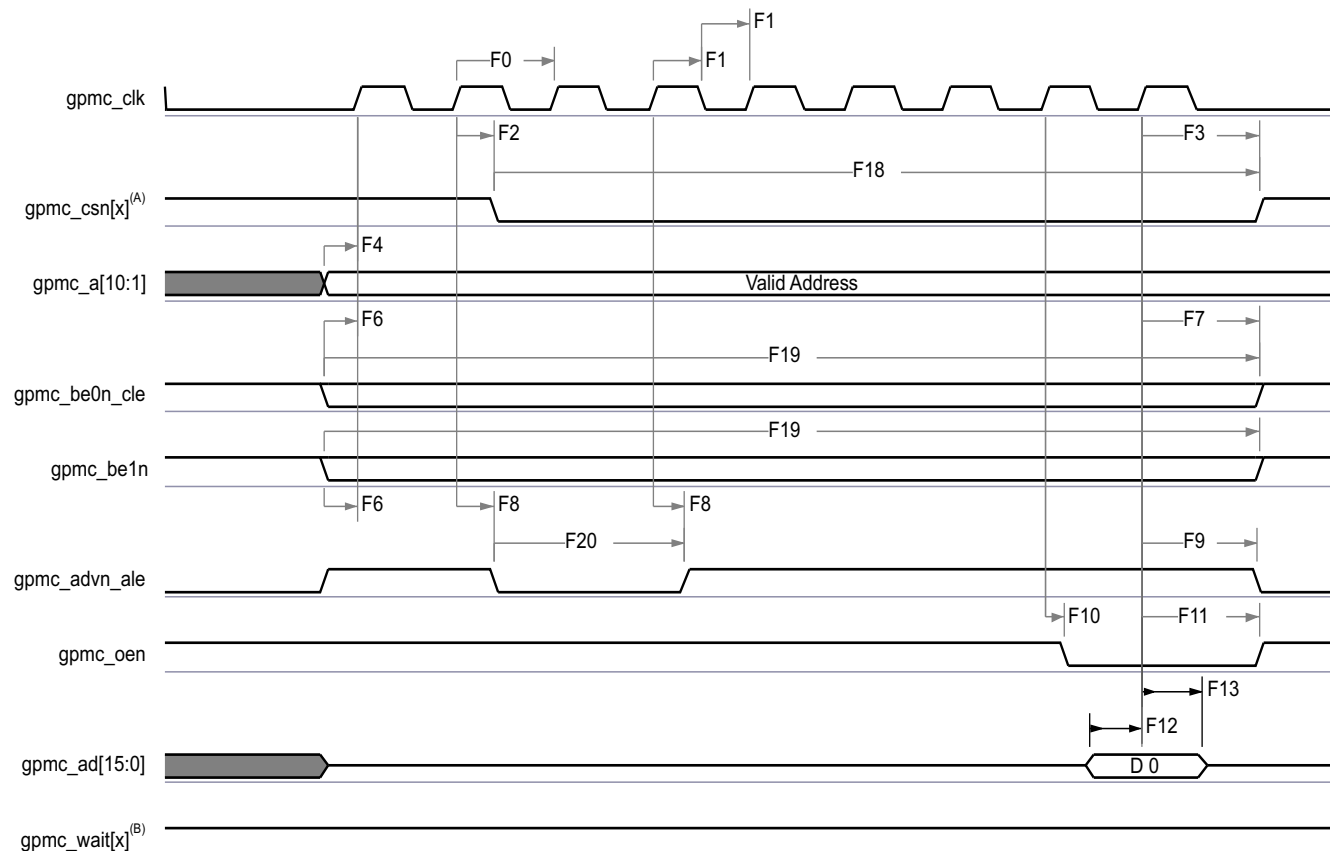 F1
F0 F1
gpmc_clk
F2 F3
F18
gpmc_csn[x](A)
F4
gpmc_a[10:1] Valid Address
F6 F7
F19
gpmc_be0n_cle
F19
gpmc_be1n
F6 F8 F8
F20 F9
gpmc_advn_ale
F10 F11
gpmc_oen
F13
F12
gpmc_ad[15:0] D 0
gpmc_wait[x](B)